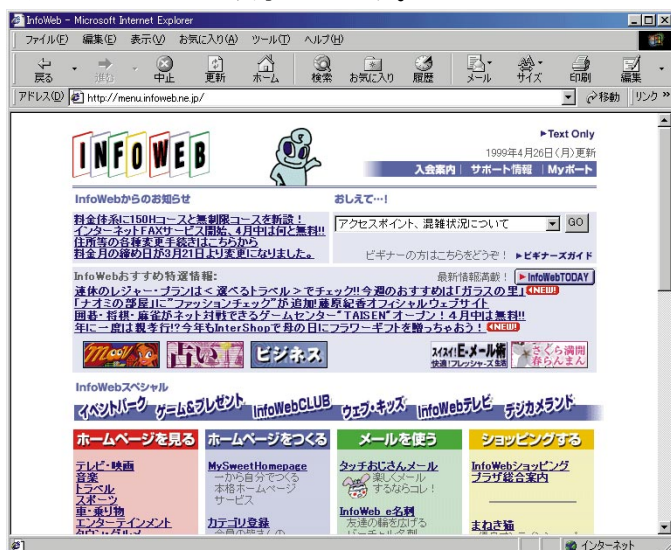 InfoWeb - Microsoft Internet Explorer
ファイル(F) 編集(E) 表示(V) お気に入り(A) ツール(T) ヘルプ(H)
戻る 進む 中止 更新 ホーム 検索 お気に入り 履歴 メール サイズ 印刷 編集
アドレス(D) http://menu.infoweb.ne.jp/ 移動 リンク »
INFOWEB
Text Only
1999年4月26日(月)更新
入会案内 | サポート情報 | Myポート
InfoWebからのお知らせ
料金体系に150Hコースと無制限コースを新設!
インターネットFAXサービス開始、4月中は何と無料!!
住所等の各種変更手続きはこちらから
料金月の締め日が3月21日より変更になりました。
おしえて…!
アクセスポイント、混雑状況について GO
ビギナーの方はこちらをどうぞ! ビギナーズガイド
InfoWebおすすめ特選情報:
最新情報満載! InfoWebTODAY
連休のレジャー・プランは<選べるトラベル>でチェック!!今週のおすすめは「ガラスの里」NEW!
「ナオミの部屋」に"ファッションチェック"が追加!藤原紀香オフィシャルウェブサイト
囲碁・将棋・麻雀がネット対戦できるゲームセンター"TAISEN"オープン!4月中は無料!!
年に一度は親孝行!?今年もInterShopで母の日にフラワーギフトを贈っちゃおう!NEW!
moov 占い ビジネス
スイスイ!E-メール術
快適!フレッシャーズ生活
さくら満開
春らんまん
InfoWebスペシャル
イベントパーク ゲーム&プレゼント InfoWebCLUB ウェブ・キッズ InfoWebテレビ デジカメランド
ホームページを見る
テレビ・映画
音楽
トラベル
スポーツ
車・乗り物
エンターテインメント
タウン・グルメ
ホームページをつくる
MySweetHomepage
一から自分でつくる
本格ホームページ
サービス
カテゴリ登録
メールを使う
タッチおじさんメール
楽しくメール
するならコレ!
InfoWeb e名刺
友達の輪を広げる
バーチャル名刺
ショッピングする
InfoWebショッピング
プラザ総合案内
まねき猫
インターネット